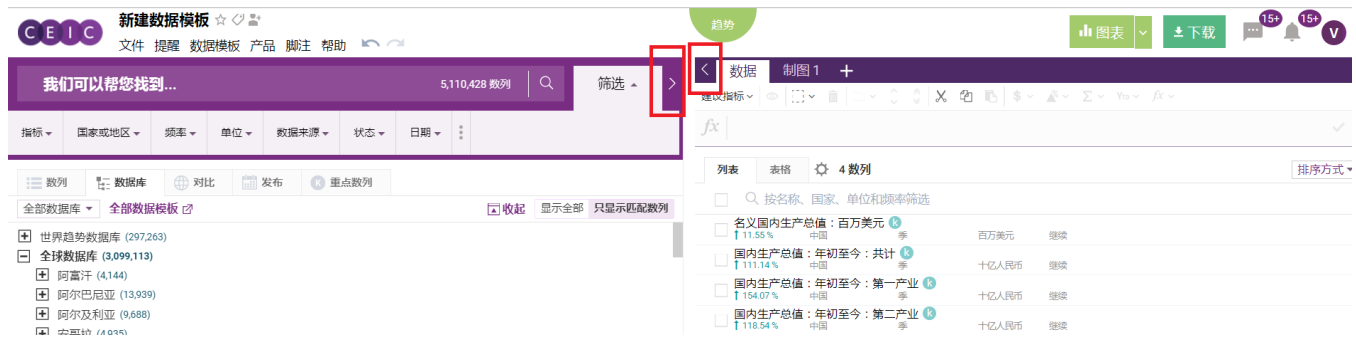 CEIC
新建数据模板
文件 提醒 数据模板 产品 脚注 帮助
趋势
图表
下载
15+
15+
V
我们可以帮您找到...
5,110,428 数列
筛选
指标 国家或地区 频率 单位 数据来源 状态 日期
数列 数据库 对比 发布 K 重点数列
全部数据库 全部数据模板 收起 显示全部 只显示匹配数列
世界趋势数据库 (297,263)
全球数据库 (3,099,113)
阿富汗 (4,144)
阿尔巴尼亚 (13,939)
阿尔及利亚 (9,688)
安哥拉 (4,935)
数据 制图 1 +
建议指标 $ Σ Y fx
fx
列表 表格 4 数列 排序方式
按名称、国家、单位和频率筛选
名义国内生产总值：百万美元 k
11.55 % 中国 季 百万美元 继续
国内生产总值：年初至今：共计 k
111.14 % 中国 季 十亿人民币 继续
国内生产总值：年初至今：第一产业 k
154.07 % 中国 季 十亿人民币 继续
国内生产总值：年初至今：第二产业 k
118.54 % 中国 季 十亿人民币 继续